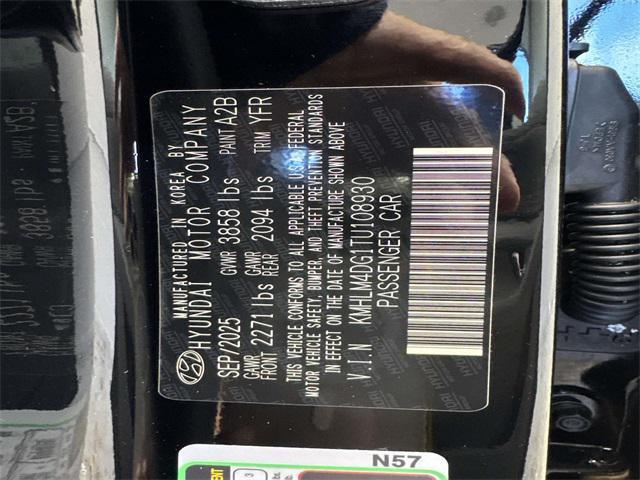 MANUFACTURED IN KOREA BY
HYUNDAI MOTOR COMPANY
SEP/2025 GVWR 3858 lbs PAINT A2B
GAWR FRONT 2271 lbs GAWR REAR 2094 lbs TRIM YFR
THIS VEHICLE CONFORMS TO ALL APPLICABLE U.S.A FEDERAL
MOTOR VEHICLE SAFETY, BUMPER, AND THEFT PREVENTION STANDARDS
IN EFFECT ON THE DATE OF MANUFACTURE SHOWN ABOVE
V.I.N KMHLM4DG1TU108930
PASSENGER CAR
N57